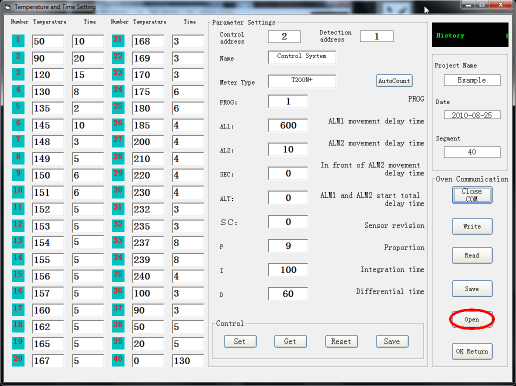 Temperature and Time Setting
Number Temperature Time Number Temperature Time
1 50 10 21 168 3
2 90 20 22 169 3
3 120 15 23 170 3
4 130 8 24 175 6
5 135 2 25 180 6
6 145 10 26 185 4
7 148 3 27 200 4
8 149 5 28 210 4
9 150 6 29 220 4
10 151 6 30 230 4
11 152 5 31 232 3
12 153 5 32 235 3
13 154 5 33 237 8
14 155 5 34 239 8
15 156 5 35 240 4
16 157 5 36 100 3
17 160 5 37 90 3
18 162 5 38 50 5
19 165 5 39 20 5
20 167 5 40 0 130
Parameter Settings
Control address 2 Detection address 1
Name Control System
Meter Type T200N+ AutoCount
PROG: 1 PROG
AL1: 600 ALM1 movement delay time
AL2: 10 ALM2 movement delay time
SEC: 0 In front of ALM2 movement delay time
ALT: 0 ALM1 and ALM2 start total delay time
SC: 0 Sensor revision
P 9 Proportion
I 100 Integration time
D 60 Differential time
Control
Set Get Reset Save
History
Project Name
Example
Date
2010-08-25
Segment
40
Oven Communication
Close
COM
Write
Read
Save
Open
OK Return